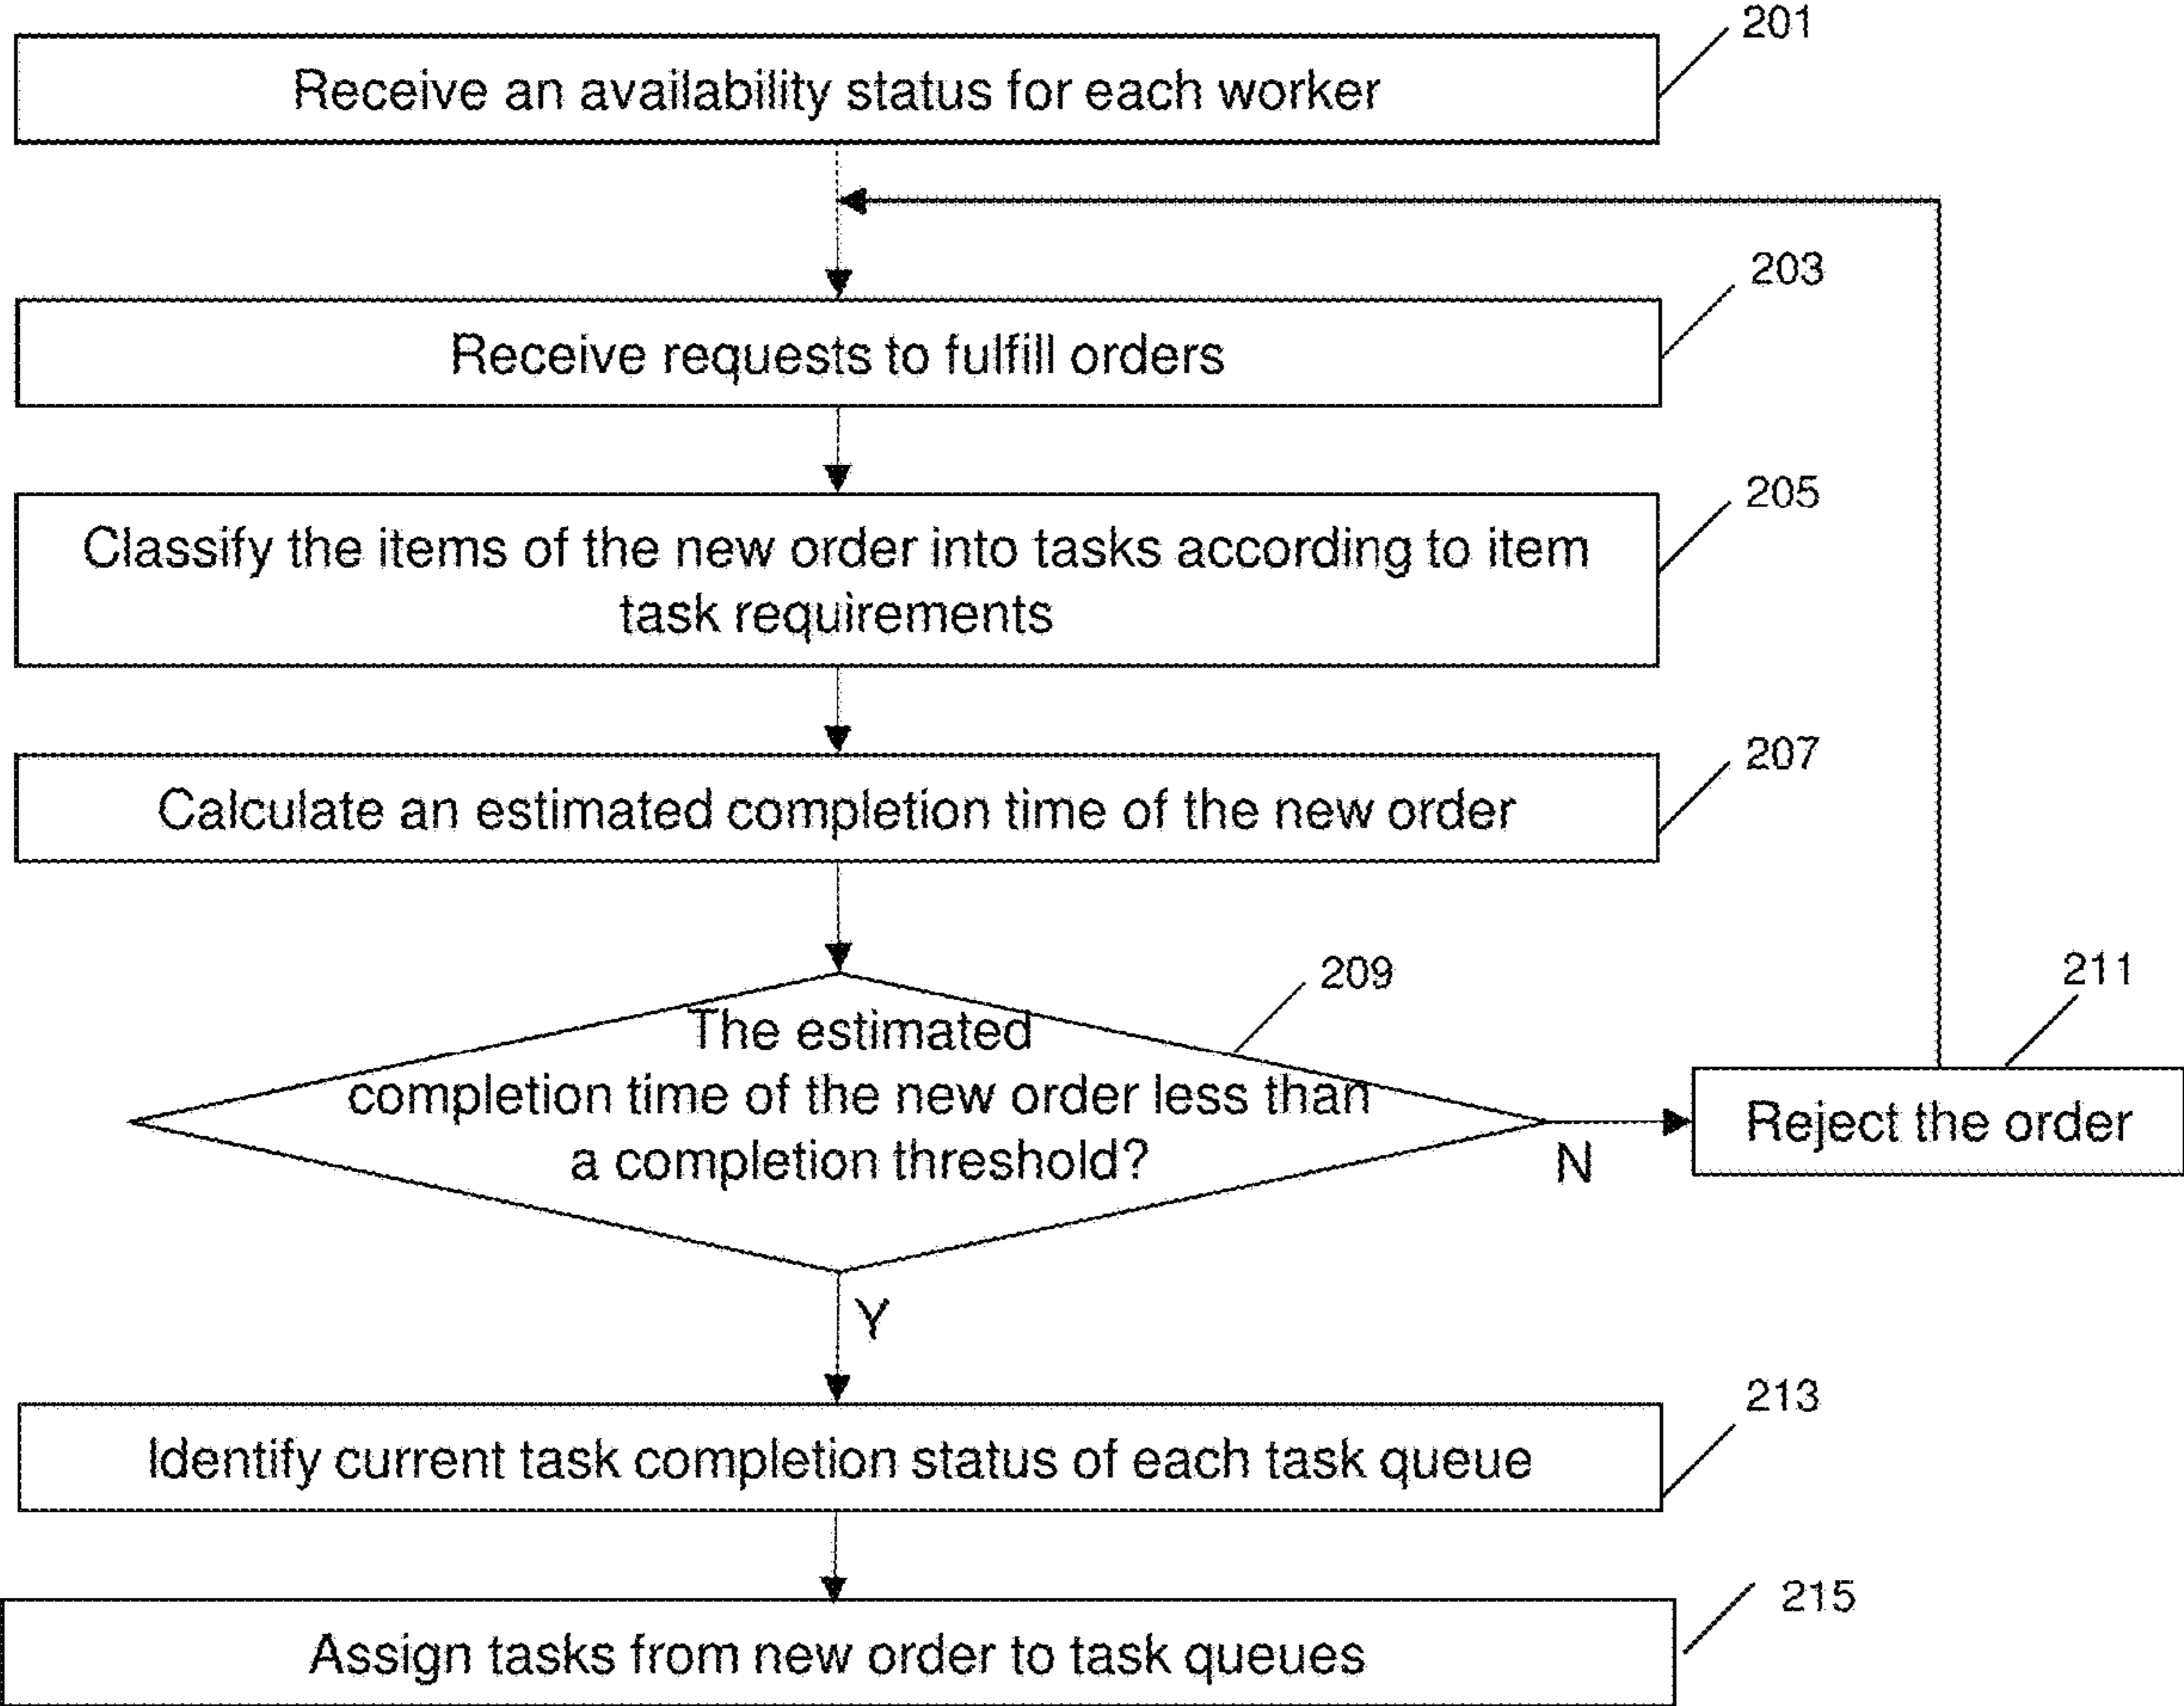 201
Receive an availability status for each worker
203
Receive requests to fulfill orders
205
Classify the items of the new order into tasks according to item
task requirements
207
Calculate an estimated completion time of the new order
209
The estimated
completion time of the new order less than
a completion threshold?
N
211
Reject the order
Y
213
Identify current task completion status of each task queue
215
Assign tasks from new order to task queues